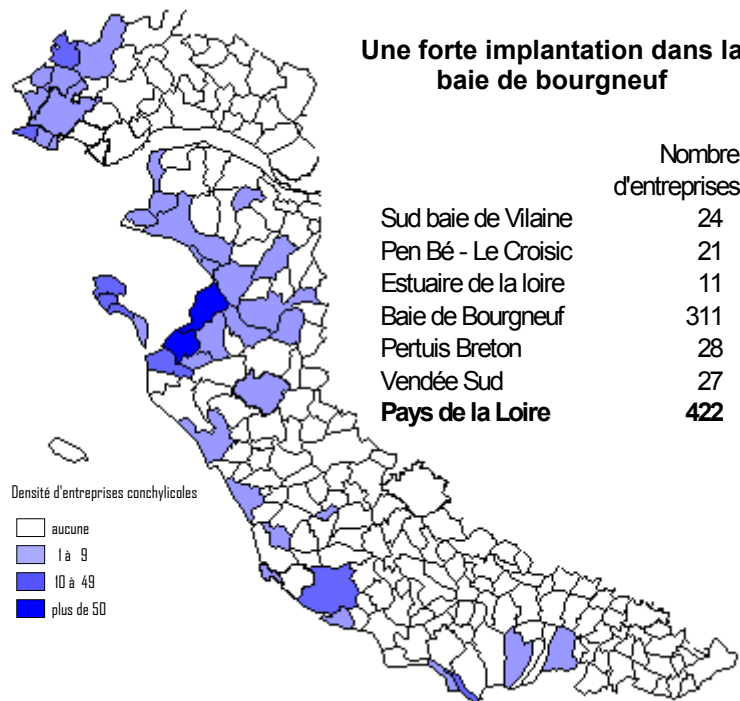 Une forte implantation dans la
baie de bourgneuf
Nombre
d'entreprises
Sud baie de Vilaine 24
Pen Bé - Le Croisic 21
Estuaire de la loire 11
Baie de Bourgneuf 311
Pertuis Breton 28
Vendée Sud 27
Pays de la Loire 422
Densité d'entreprises conchylicoles
aucune
1 à 9
10 à 49
plus de 50